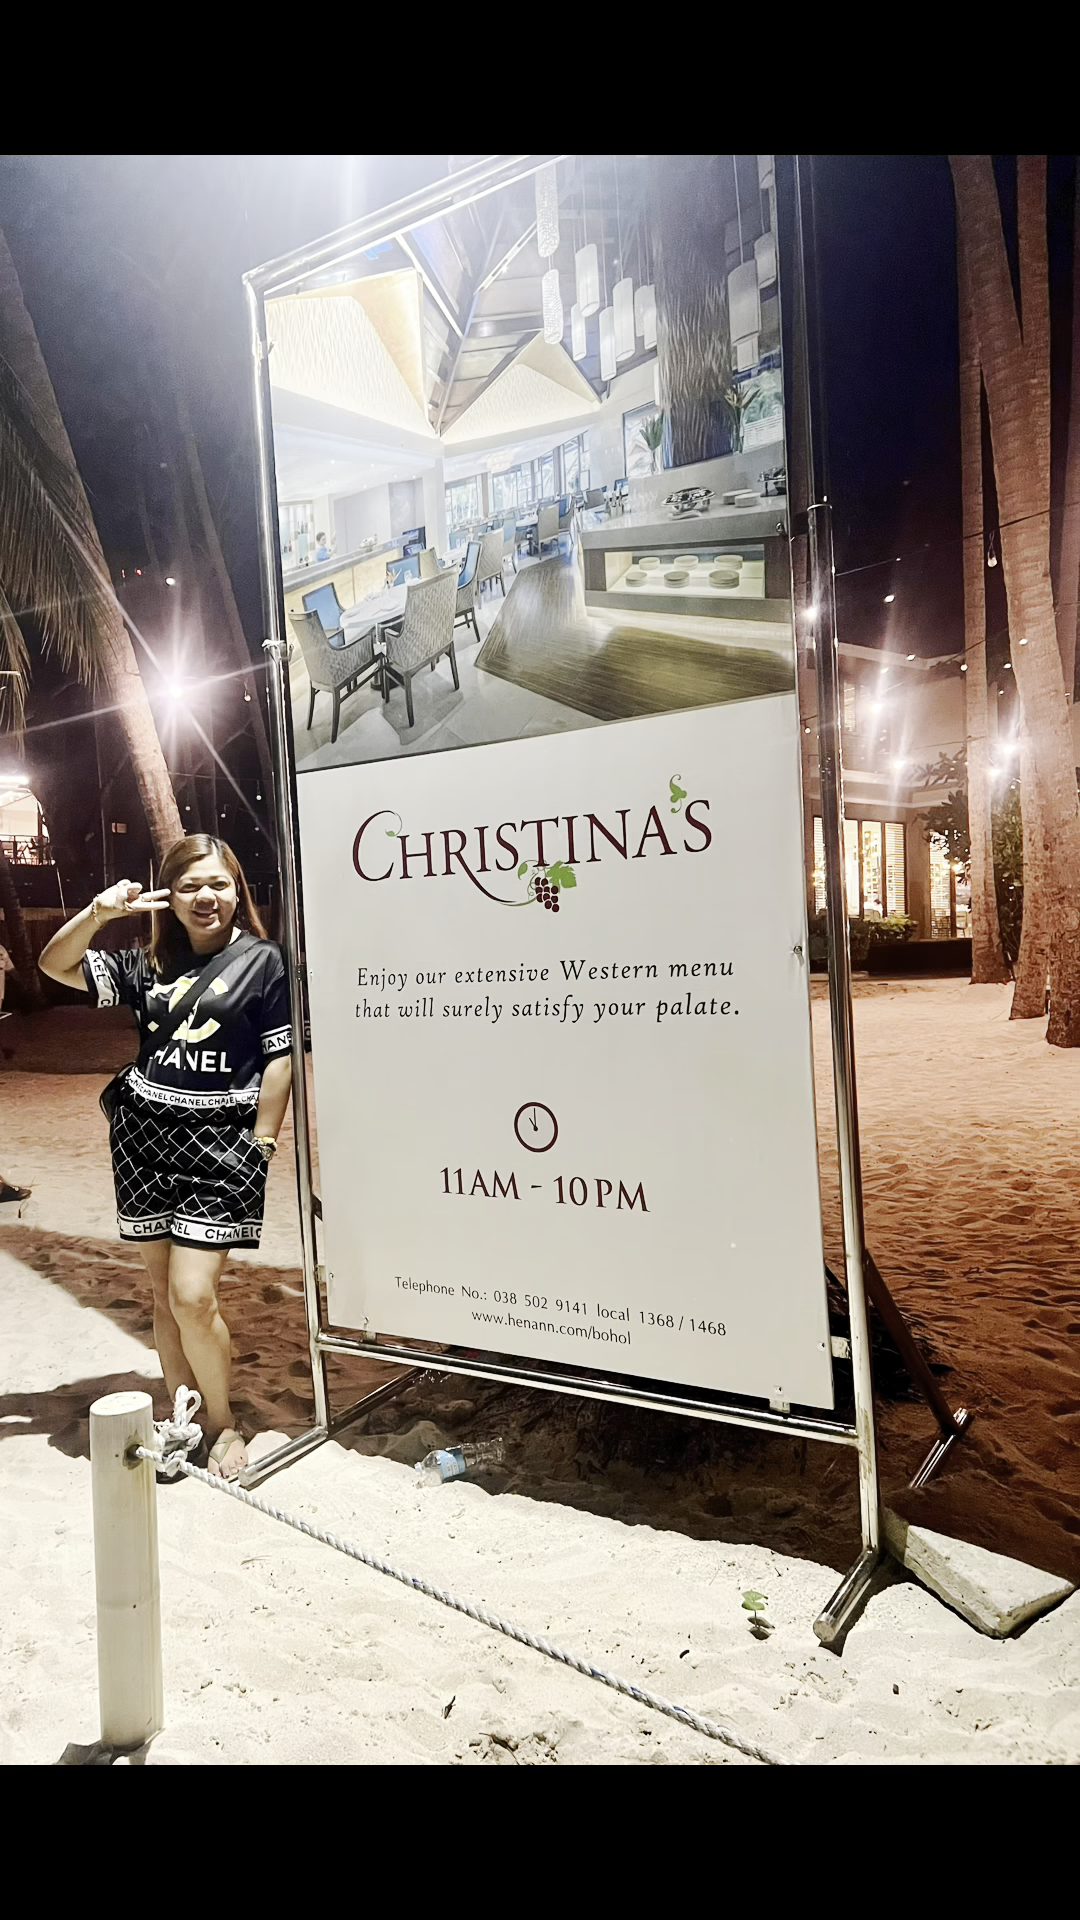 CHRISTINA'S
Enjoy our extensive Western menu
that will surely satisfy your palate.
11AM - 10PM
Telephone No.: 038 502 9141 local 1368 / 1468
www.henann.com/bohol
CHANEL